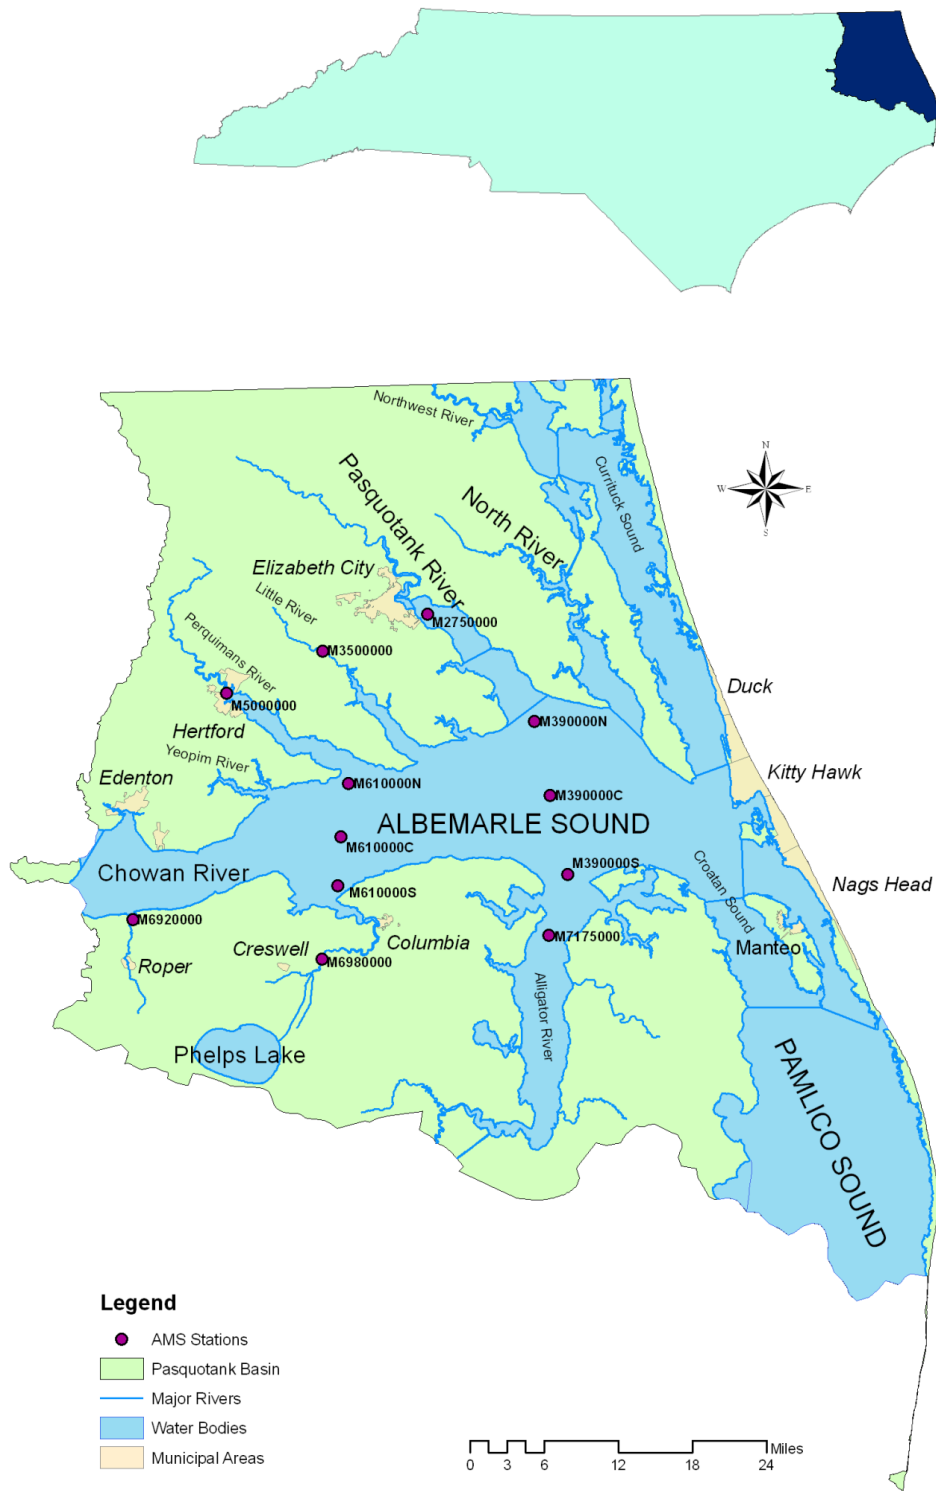 Northwest River
Currituck Sound
N
W
E
S
Pasquotank River
North River
Elizabeth City
Little River
M2750000
Perquimans River
M3500000
M5000000
Duck
Hertford
M390000N
Yeopim River
Edenton
M610000N
Kitty Hawk
M390000C
ALBEMARLE SOUND
M610000C
Chowan River
M390000S
Croatan Sound
M610000S
Nags Head
M6920000
Creswell
Columbia
M7175000
Manteo
Roper
M6980000
Alligator River
Phelps Lake
PAMLICO SOUND
Legend
AMS Stations
Pasquotank Basin
Major Rivers
Water Bodies
Municipal Areas
Miles
0 3 6 12 18 24